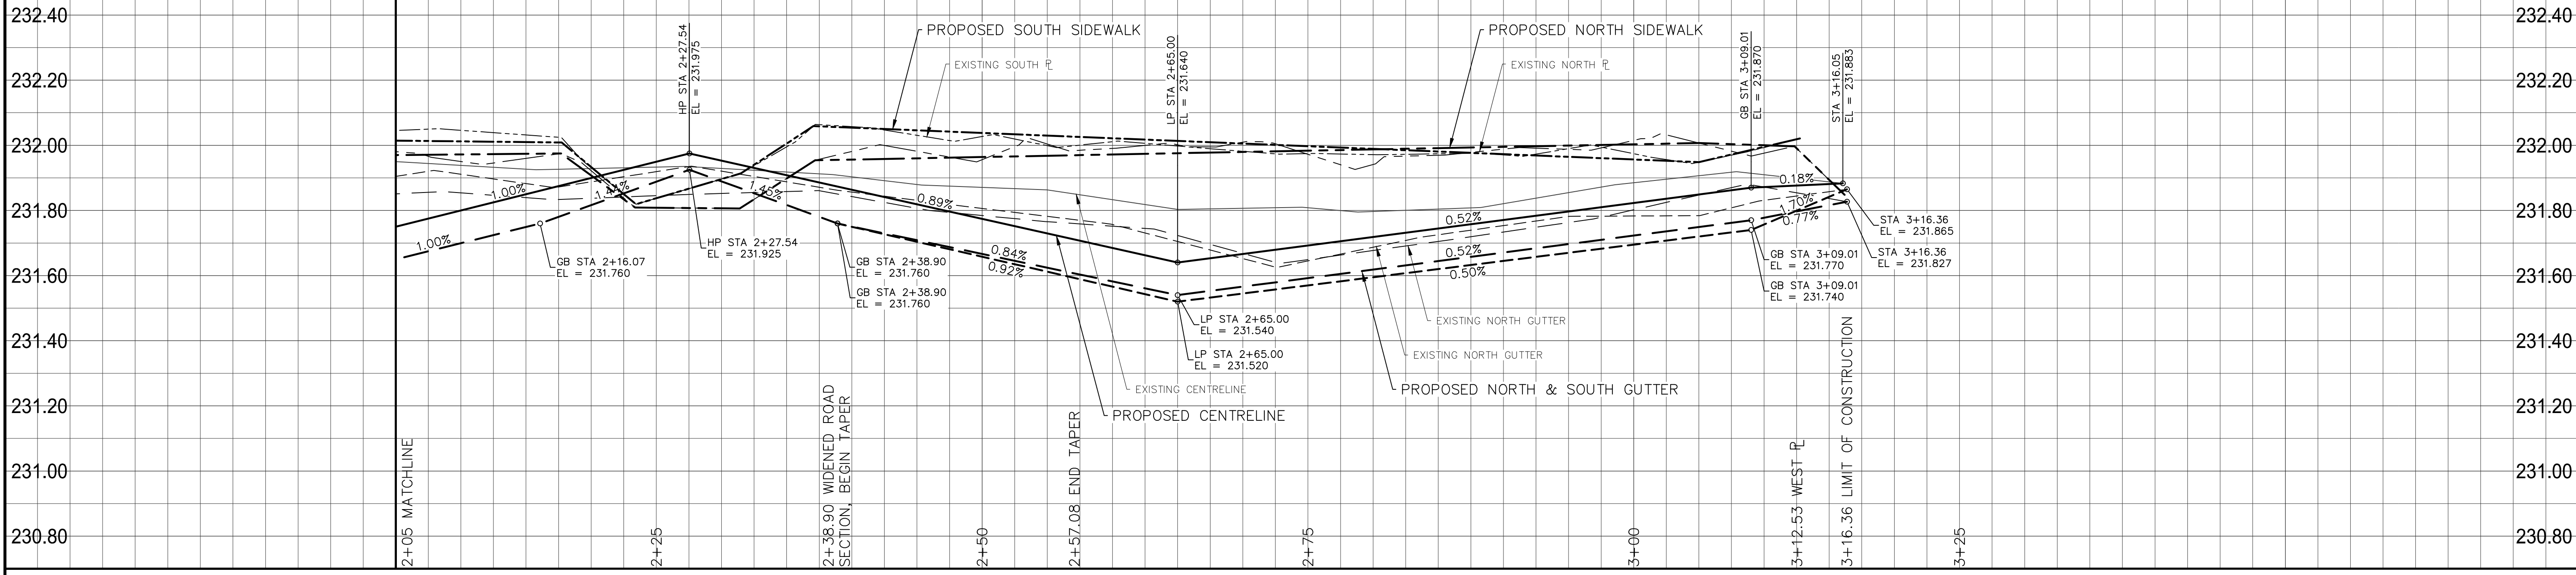 232.40
232.20
232.00
231.80
231.60
231.40
231.20
231.00
230.80
HP STA 2+27.54
EL = 231.975
PROPOSED SOUTH SIDEWALK
EXISTING SOUTH PL
LP STA 2+65.00
EL = 231.640
PROPOSED NORTH SIDEWALK
EXISTING NORTH PL
GB STA 3+09.01
EL = 231.870
STA 3+16.05
EL = 231.883
1.00%
1.41%
1.45%
0.89%
0.52%
0.18%
1.70%
0.77%
1.00%
0.84%
0.92%
0.52%
0.50%
GB STA 2+16.07
EL = 231.760
HP STA 2+27.54
EL = 231.925
GB STA 2+38.90
EL = 231.760
GB STA 2+38.90
EL = 231.760
LP STA 2+65.00
EL = 231.540
LP STA 2+65.00
EL = 231.520
STA 3+16.36
EL = 231.865
STA 3+16.36
EL = 231.827
GB STA 3+09.01
EL = 231.770
GB STA 3+09.01
EL = 231.740
EXISTING NORTH GUTTER
EXISTING NORTH GUTTER
EXISTING CENTRELINE
PROPOSED NORTH & SOUTH GUTTER
PROPOSED CENTRELINE
2+05 MATCHLINE
2+25
2+38.90 WIDENED ROAD
SECTION, BEGIN TAPER
2+50
2+57.08 END TAPER
2+75
3+00
3+12.53 WEST PL
3+16.36 LIMIT OF CONSTRUCTION
3+25
232.40
232.20
232.00
231.80
231.60
231.40
231.20
231.00
230.80